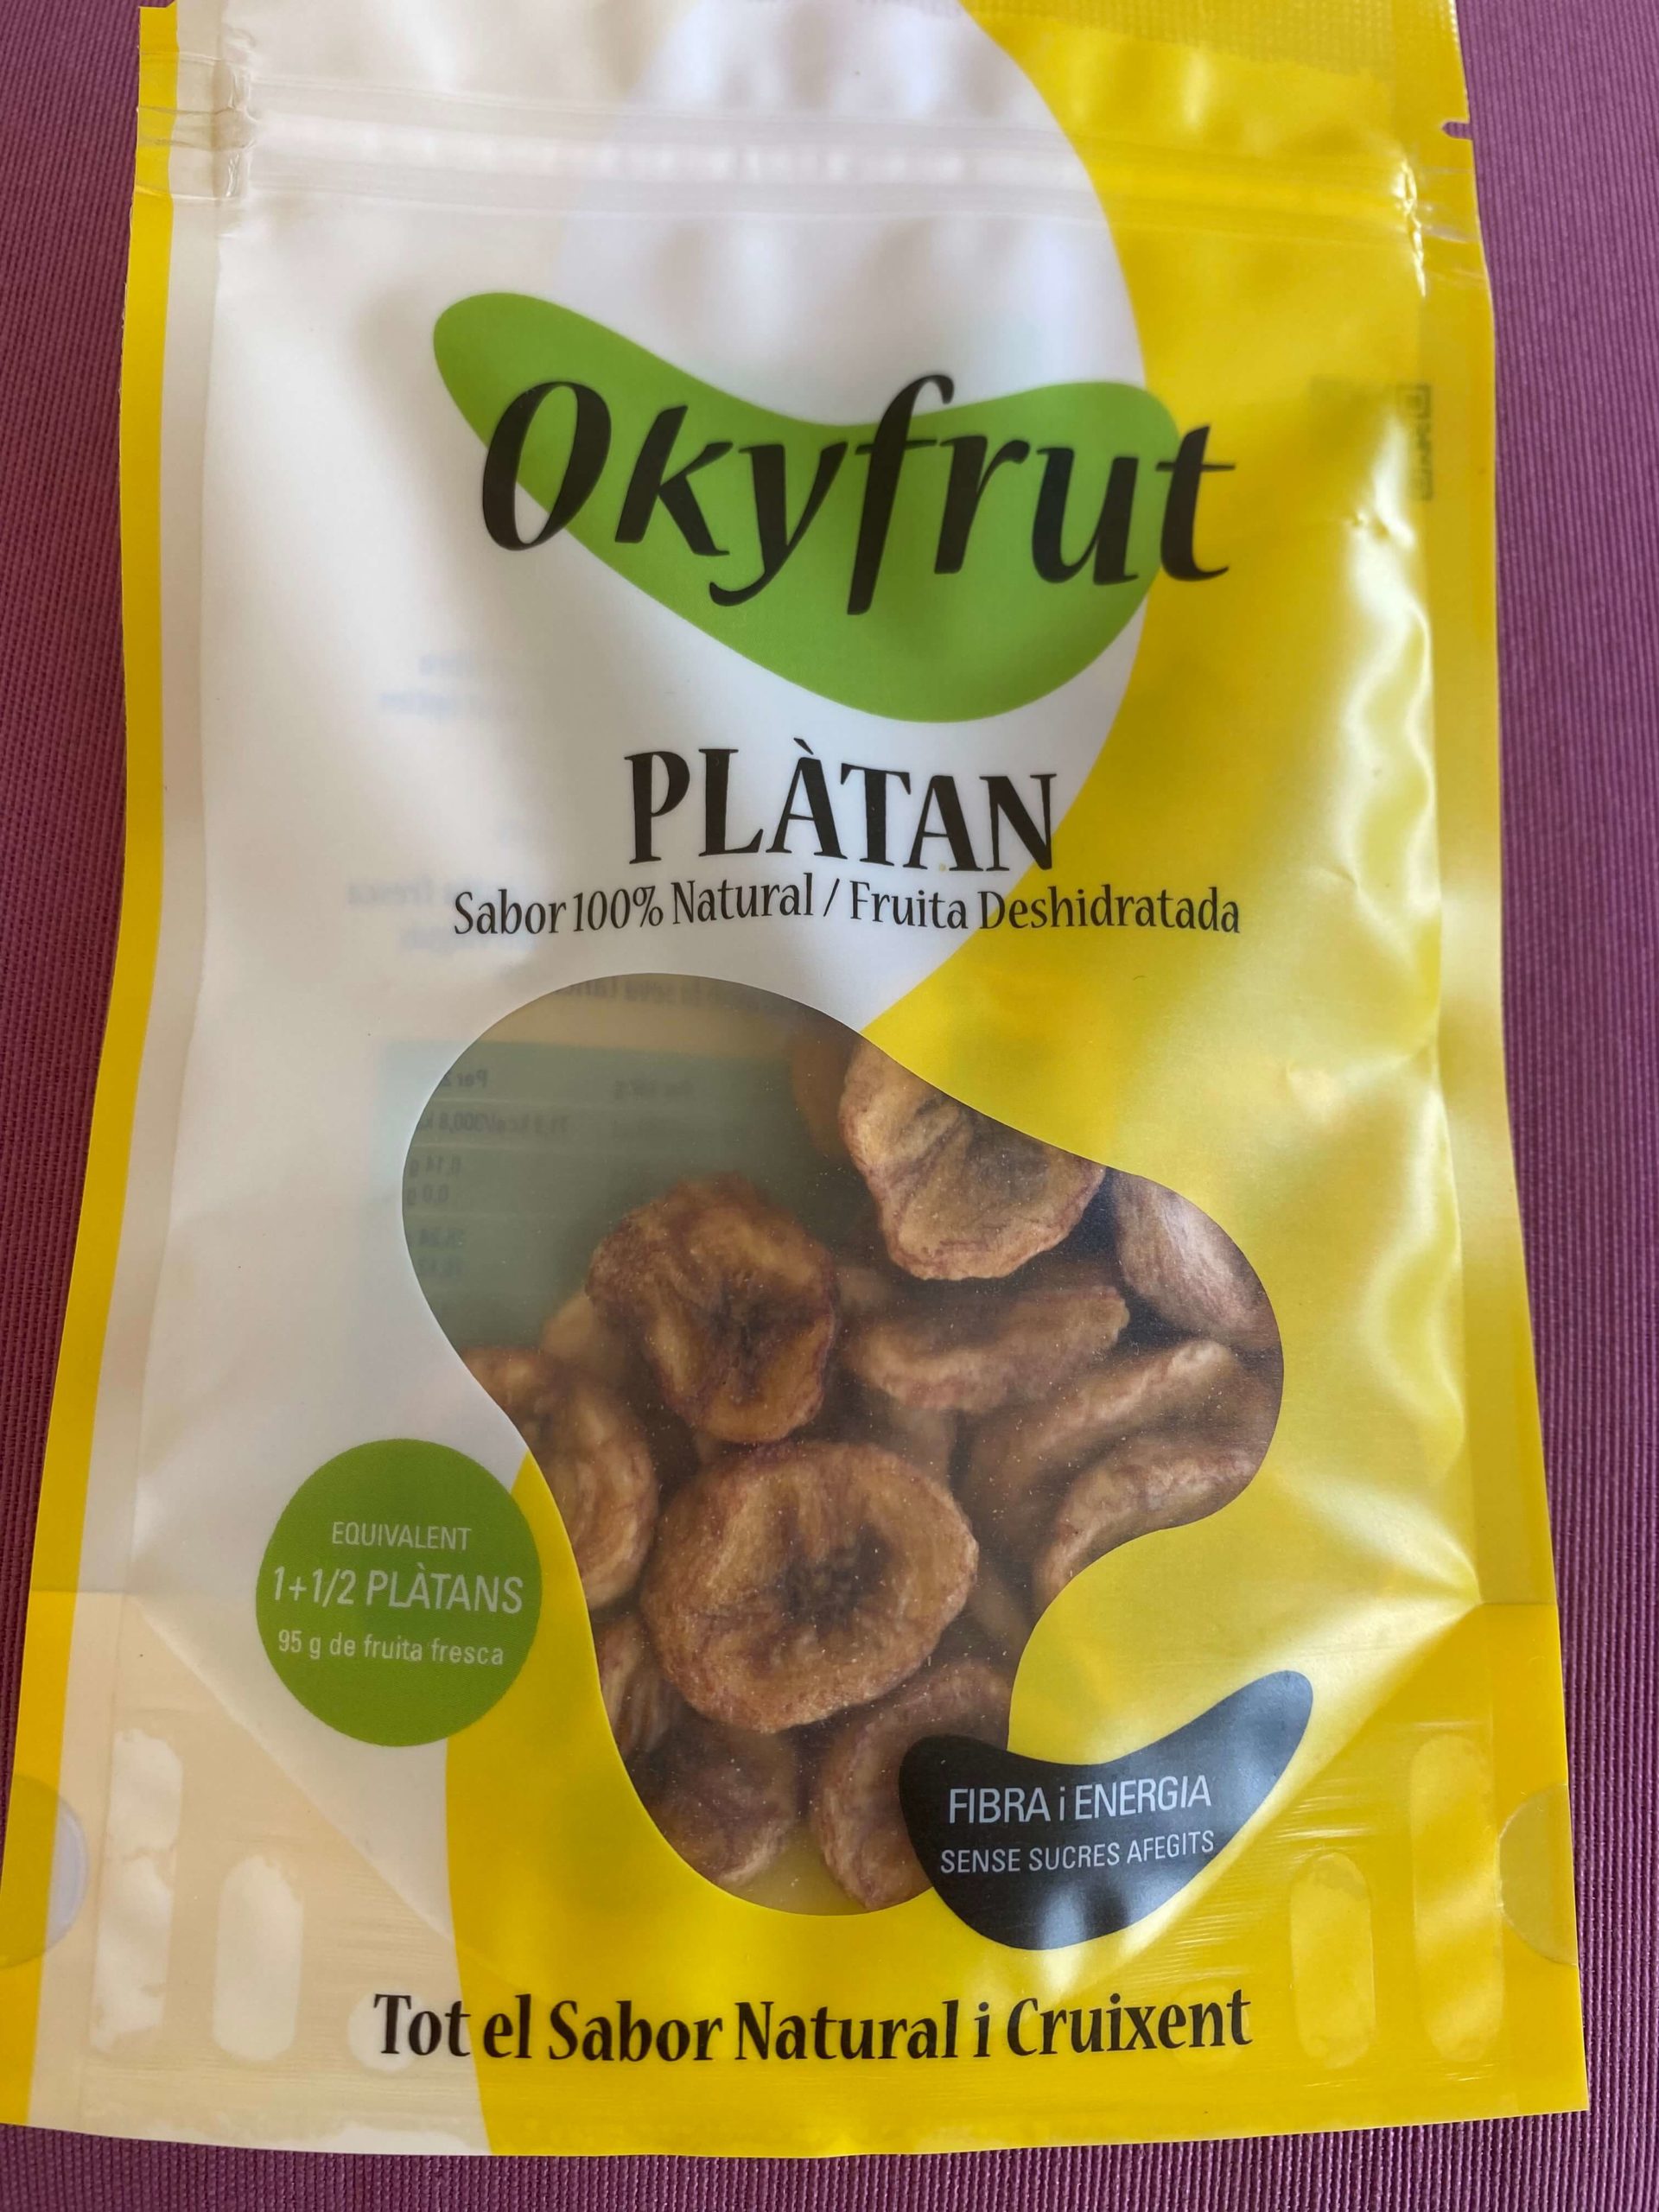 Okyfrut
PLÀTAN
Sabor 100% Natural / Fruita Deshidratada
EQUIVALENT
1+1/2 PLÀTANS
95 g de fruita fresca
FIBRA i ENERGIA
SENSE SUCRES AFEGITS
Tot el Sabor Natural i Cruixent